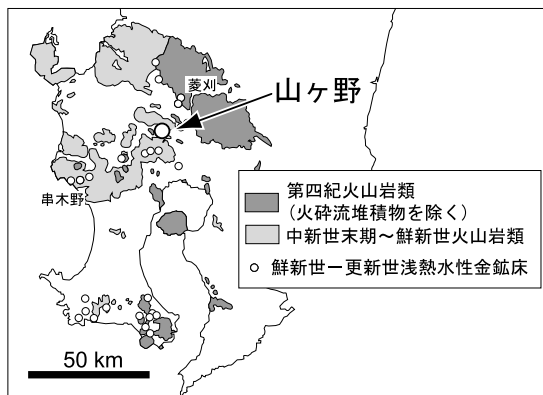 菱刈
山ヶ野
串木野
第四紀火山岩類
(火砕流堆積物を除く)
中新世末期～鮮新世火山岩類
鮮新世ー更新世浅熱水性金鉱床
50 km